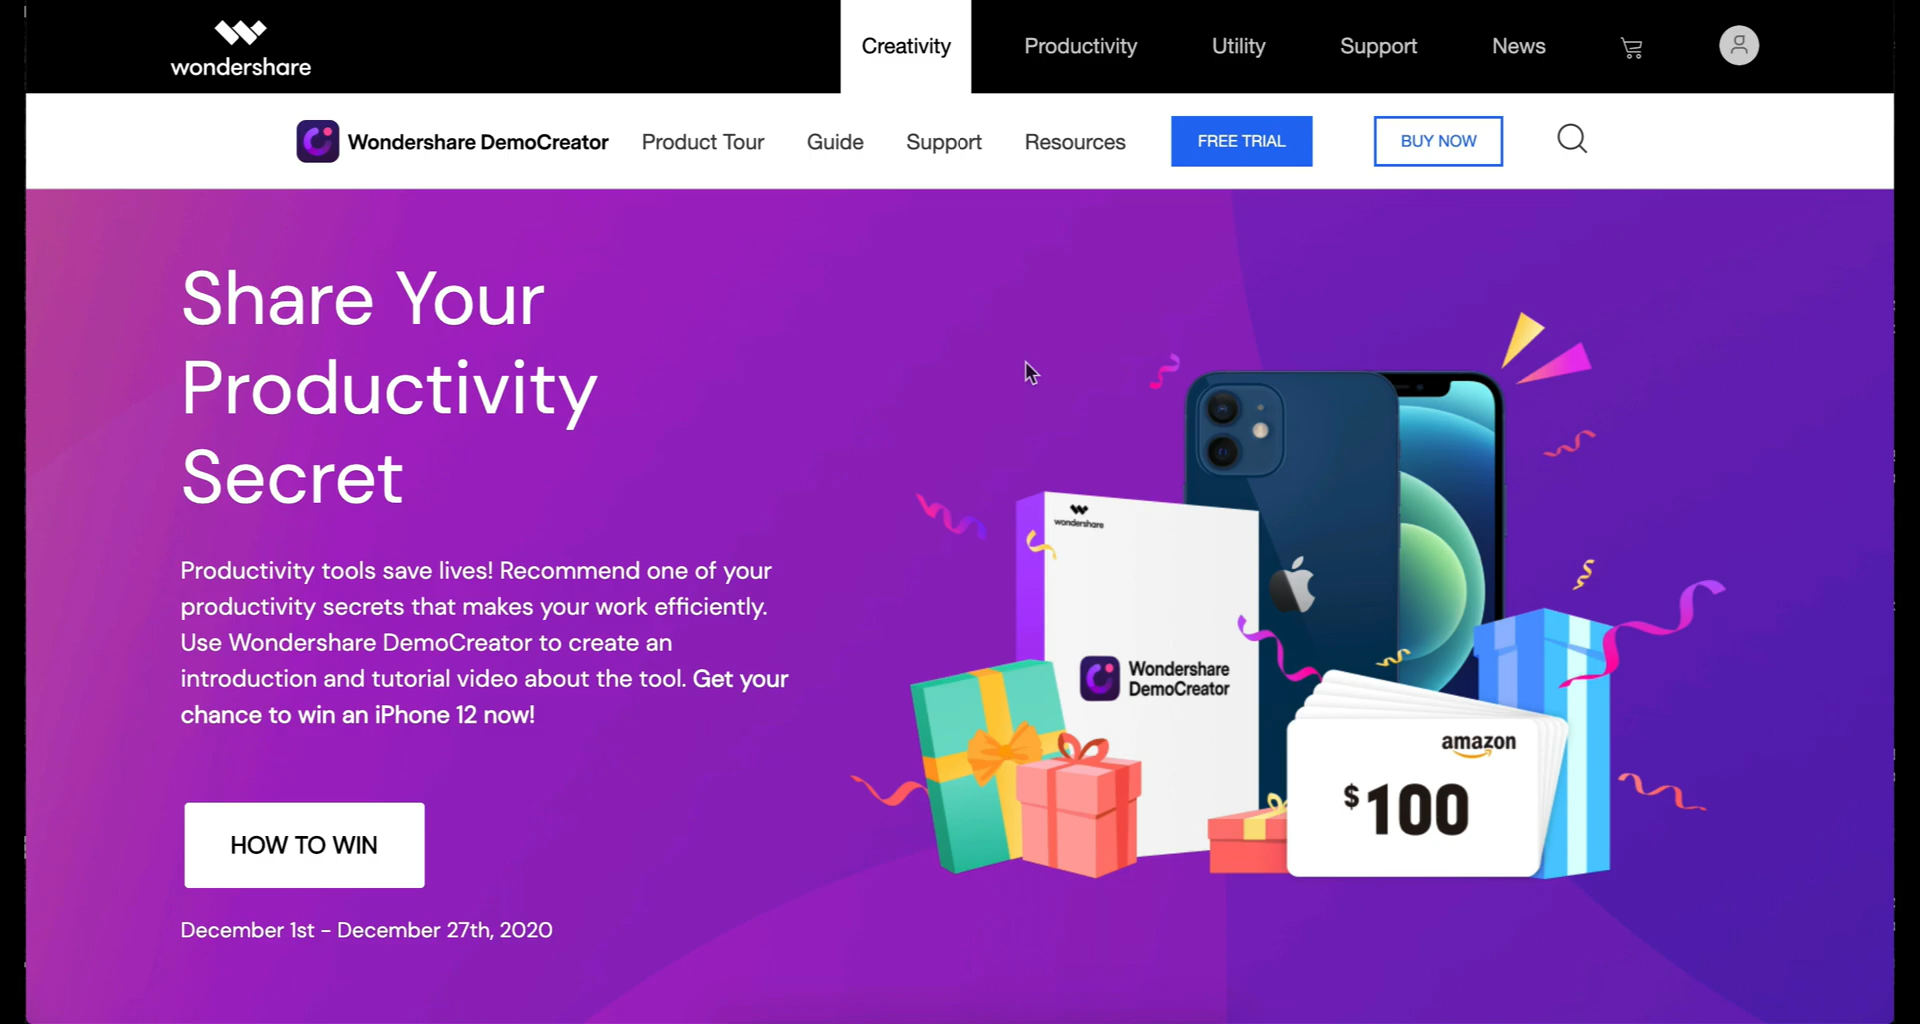 wondershare
Creativity
Productivity
Utility
Support
News
Wondershare DemoCreator
Product Tour
Guide
Support
Resources
FREE TRIAL
BUY NOW
Share Your
Productivity
Secret
Productivity tools save lives! Recommend one of your
productivity secrets that makes your work efficiently.
Use Wondershare DemoCreator to create an
introduction and tutorial video about the tool. Get your
chance to win an iPhone 12 now!
HOW TO WIN
December 1st - December 27th, 2020
wondershare
Wondershare
DemoCreator
amazon
$100